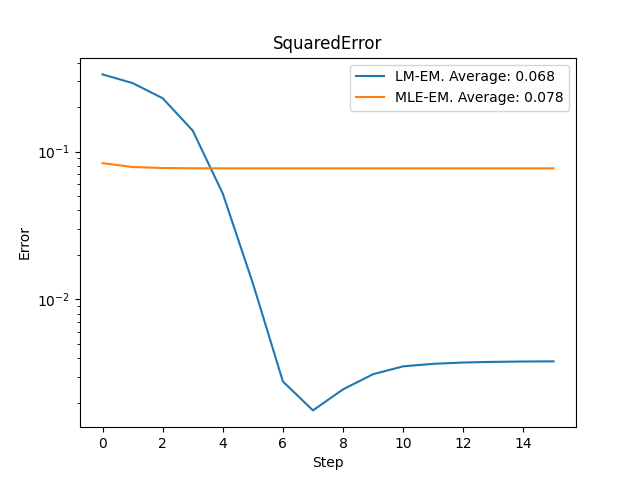 SquaredError
LM-EM. Average: 0.068
MLE-EM. Average: 0.078
Error
10⁻¹
10⁻²
0 2 4 6 8 10 12 14
Step